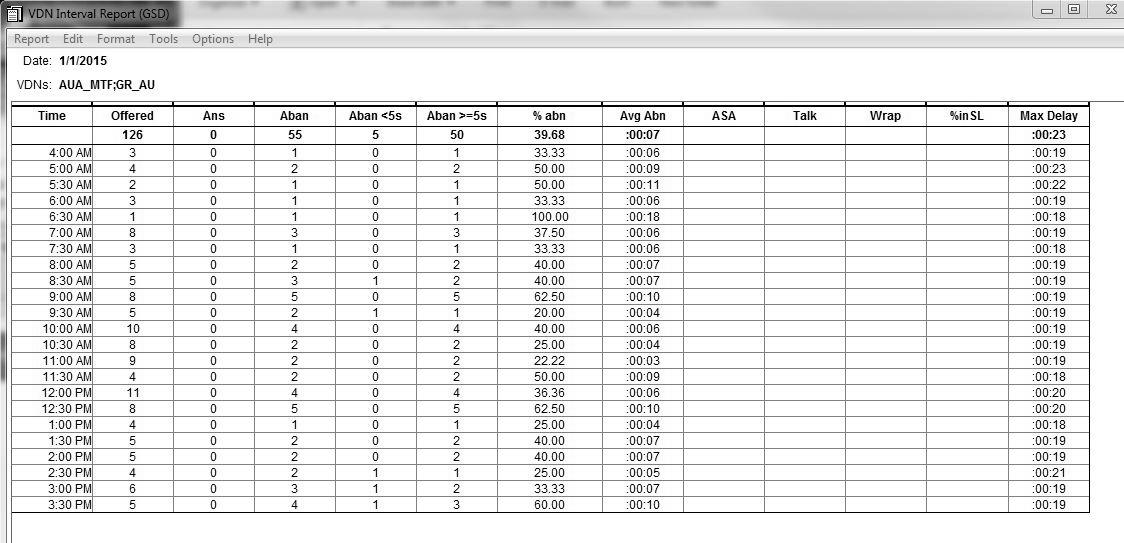 VDN Interval Report (GSD)
Report Edit Format Tools Options Help
Date: 1/1/2015
VDNs: AUA_MTF;GR_AU
Time Offered Ans Aban Aban <5s Aban >=5s % abn Avg Abn ASA Talk Wrap %inSL Max Delay
126 0 55 5 50 39.68 :00:07 :00:23
4:00 AM 3 0 1 0 1 33.33 :00:06 :00:19
5:00 AM 4 0 2 0 2 50.00 :00:09 :00:23
5:30 AM 2 0 1 0 1 50.00 :00:11 :00:22
6:00 AM 3 0 1 0 1 33.33 :00:06 :00:19
6:30 AM 1 0 1 0 1 100.00 :00:18 :00:18
7:00 AM 8 0 3 0 3 37.50 :00:06 :00:19
7:30 AM 3 0 1 0 1 33.33 :00:06 :00:18
8:00 AM 5 0 2 0 2 40.00 :00:07 :00:19
8:30 AM 5 0 3 1 2 40.00 :00:07 :00:19
9:00 AM 8 0 5 0 5 62.50 :00:10 :00:19
9:30 AM 5 0 2 1 1 20.00 :00:04 :00:19
10:00 AM 10 0 4 0 4 40.00 :00:06 :00:19
10:30 AM 8 0 2 0 2 25.00 :00:04 :00:19
11:00 AM 9 0 2 0 2 22.22 :00:03 :00:19
11:30 AM 4 0 2 0 2 50.00 :00:09 :00:18
12:00 PM 11 0 4 0 4 36.36 :00:06 :00:20
12:30 PM 8 0 5 0 5 62.50 :00:10 :00:20
1:00 PM 4 0 1 0 1 25.00 :00:04 :00:18
1:30 PM 5 0 2 0 2 40.00 :00:07 :00:19
2:00 PM 5 0 2 0 2 40.00 :00:07 :00:19
2:30 PM 4 0 2 1 1 25.00 :00:05 :00:21
3:00 PM 6 0 3 1 2 33.33 :00:07 :00:19
3:30 PM 5 0 4 1 3 60.00 :00:10 :00:19